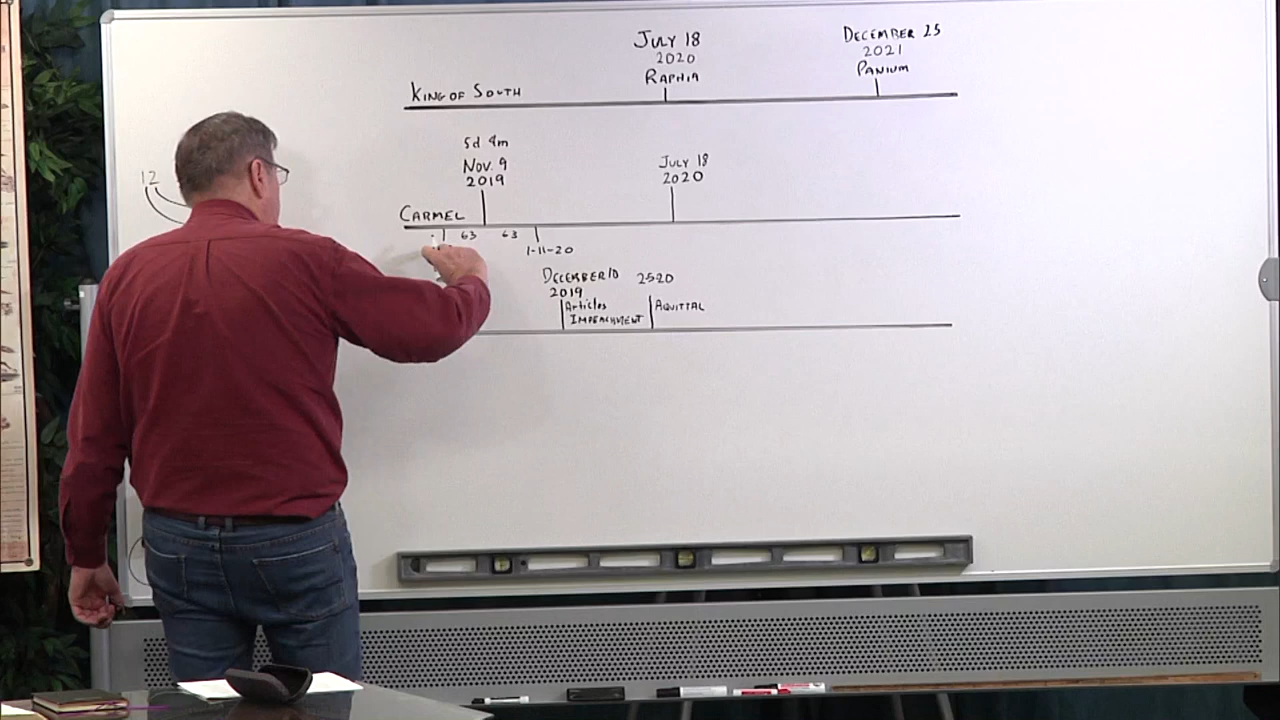 JULY 18
2020
RAPHIA
DECEMBER 25
2021
PANIUM
KING OF SOUTH
5d 9m
Nov. 9
2019
JULY 18
2020
12
CARMEL
63 63
1-11-20
DECEMBER 10
2019
Articles
IMPEACHMENT
2520
AQUITTAL